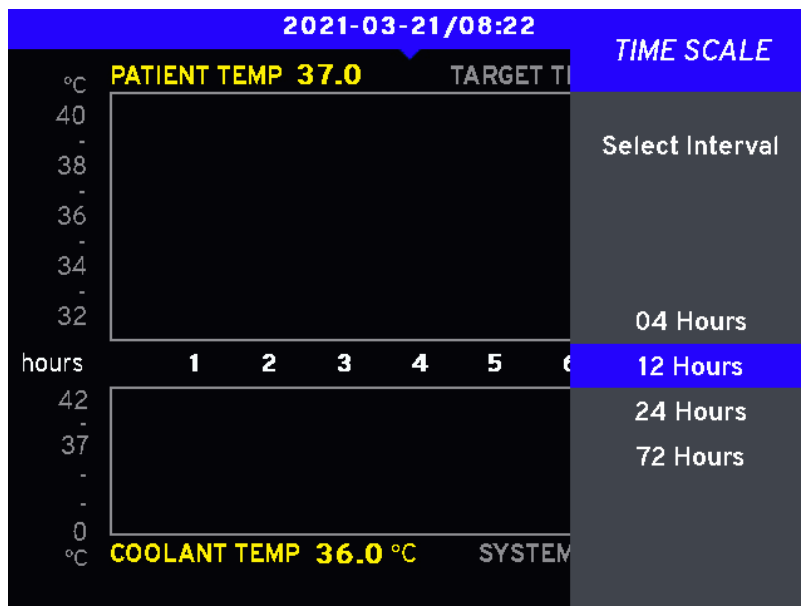 2021-03-21/08:22
TIME SCALE
°C PATIENT TEMP 37.0 TARGET
40
-
38
-
36
-
34
-
32
hours 1 2 3 4 5
42
-
37
-
-
0
°C COOLANT TEMP 36.0 °C SYSTEM
Select Interval
04 Hours
12 Hours
24 Hours
72 Hours